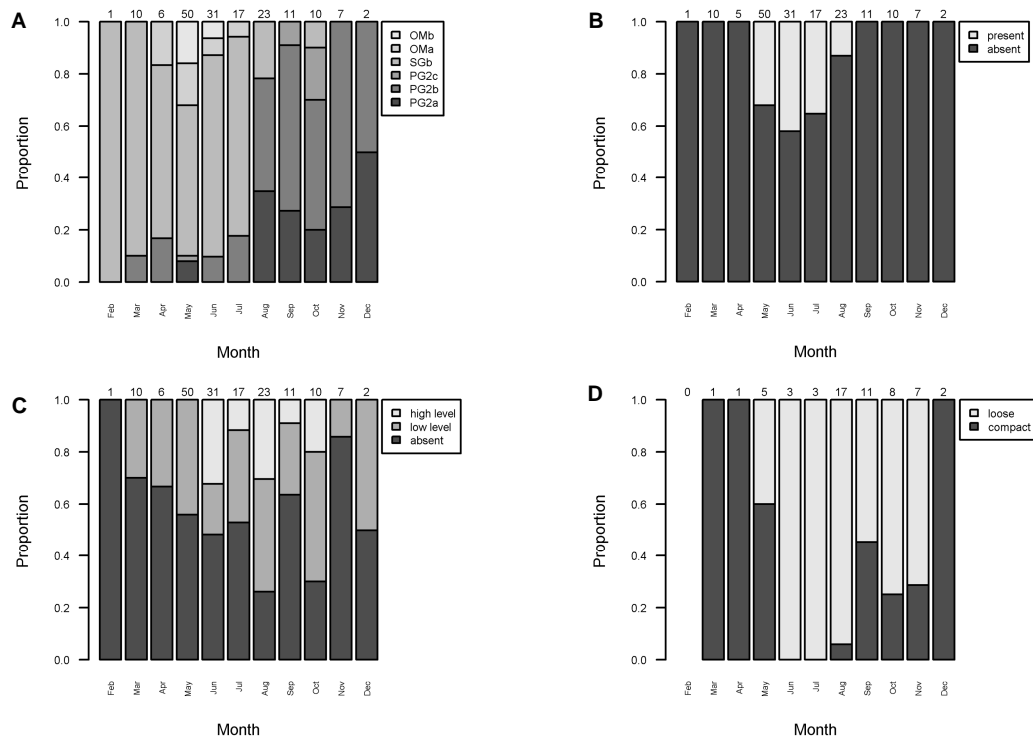 A
1 10 6 50 31 17 23 11 10 7 2
1.0
0.8
0.6
0.4
0.2
0.0
Proportion
OMb
OMa
SGb
PG2c
PG2b
PG2a
Feb Mar Apr May Jun Jul Aug Sep Oct Nov Dec
Month
B
1 10 5 50 31 17 23 11 10 7 2
1.0
0.8
0.6
0.4
0.2
0.0
Proportion
present
absent
Feb Mar Apr May Jun Jul Aug Sep Oct Nov Dec
Month
C
1 10 6 50 31 17 23 11 10 7 2
1.0
0.8
0.6
0.4
0.2
0.0
Proportion
high level
low level
absent
Feb Mar Apr May Jun Jul Aug Sep Oct Nov Dec
Month
D
0 1 1 5 3 3 17 11 8 7 2
1.0
0.8
0.6
0.4
0.2
0.0
Proportion
loose
compact
Feb Mar Apr May Jun Jul Aug Sep Oct Nov Dec
Month